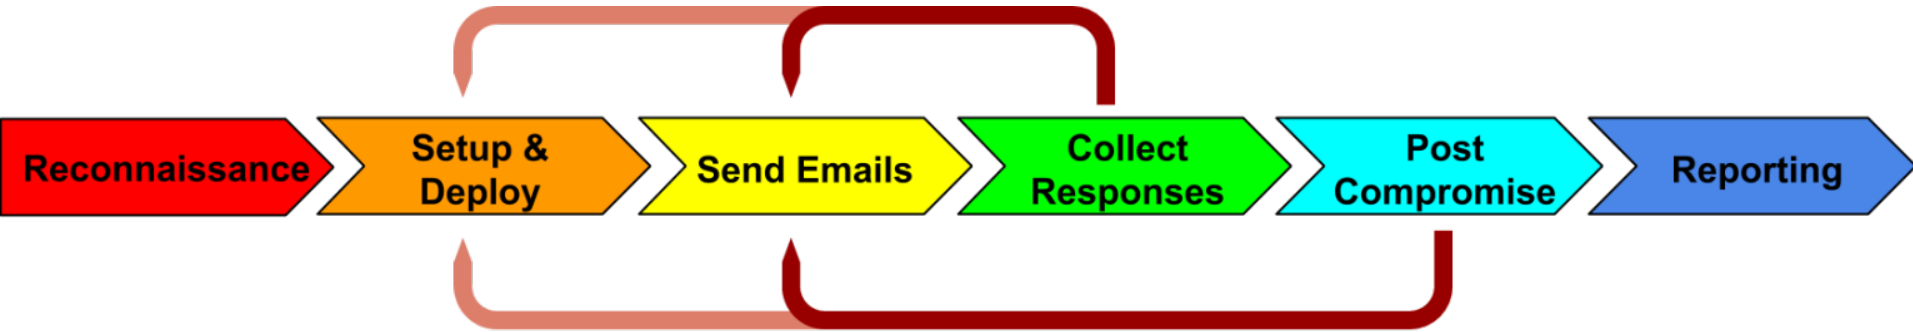 Reconnaissance
Setup &
Deploy
Send Emails
Collect
Responses
Post
Compromise
Reporting